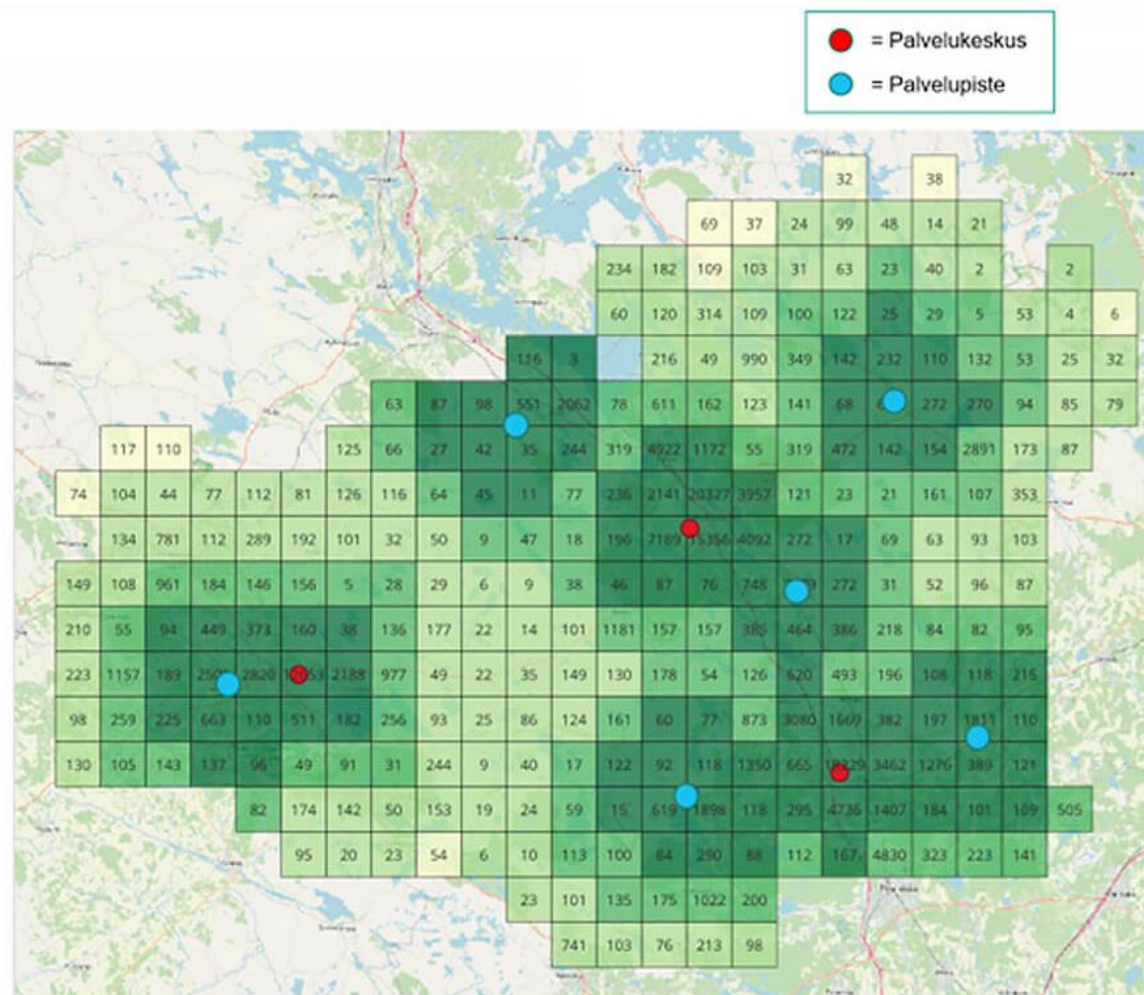 = Palvelukeskus
= Palvelupiste
32 38
69 37 24 99 48 14 21
234 182 109 103 31 63 23 40 2 2
60 120 314 109 100 122 25 29 5 53 4 6
116 3 216 49 990 349 142 232 110 132 53 25 32
63 87 98 551 2062 78 611 162 123 141 68 272 270 94 85 79
117 110 125 66 27 42 35 244 319 4922 1172 55 319 472 142 154 2891 173 87
74 104 44 77 112 81 126 116 64 45 11 77 236 2141 20327 3957 121 23 21 161 107 353
134 781 112 289 192 101 32 50 9 47 18 196 7189 15356 4092 272 17 69 63 93 103
149 108 961 184 146 156 5 28 29 6 9 38 46 87 76 748 272 31 52 96 87
210 55 94 449 373 160 38 136 177 22 14 101 1181 157 157 385 464 386 218 84 82 95
223 1157 189 2820 2188 977 49 22 35 149 130 178 54 126 620 493 196 108 118 215
98 259 225 663 110 511 182 256 93 25 86 124 161 60 77 873 3080 1669 382 197 1811 110
130 105 143 137 96 49 91 31 244 9 40 17 122 92 118 1350 665 3462 1276 389 121
82 174 142 50 153 19 24 59 15 619 1898 118 295 4736 1407 184 101 109 505
95 20 23 54 6 10 113 100 84 290 88 112 167 4830 323 223 141
23 101 135 175 1022 200
741 103 76 213 98